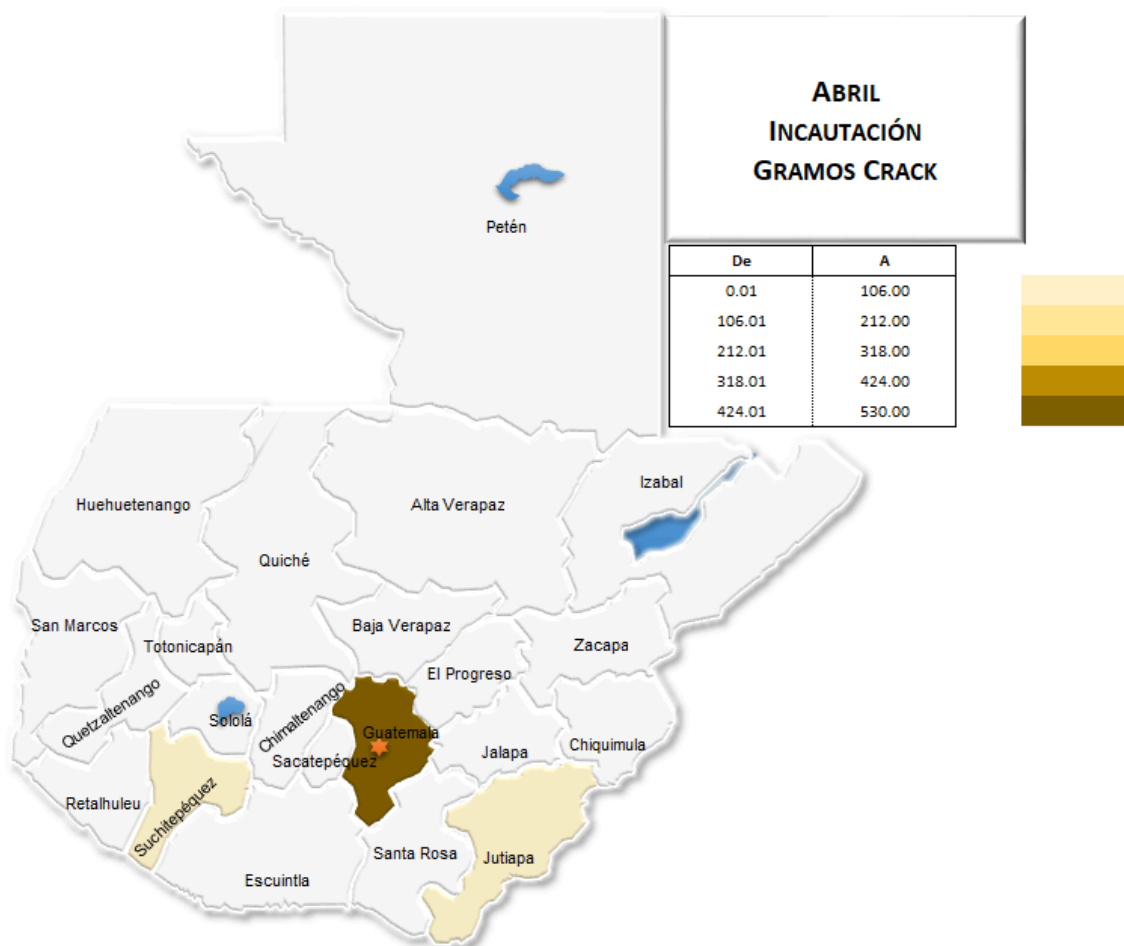 ABRIL
INCAUTACIÓN
GRAMOS CRACK
De A
0.01 106.00
106.01 212.00
212.01 318.00
318.01 424.00
424.01 530.00
Petén
Izabal
Huehuetenango
Alta Verapaz
Quiché
San Marcos
Baja Verapaz
Totonicapán
Zacapa
El Progreso
Quetzaltenango
Sololá
Chimaltenango
Guatemala
Sacatepéquez
Jalapa
Chiquimula
Retalhuleu
Suchitepéquez
Santa Rosa
Jutiapa
Escuintla